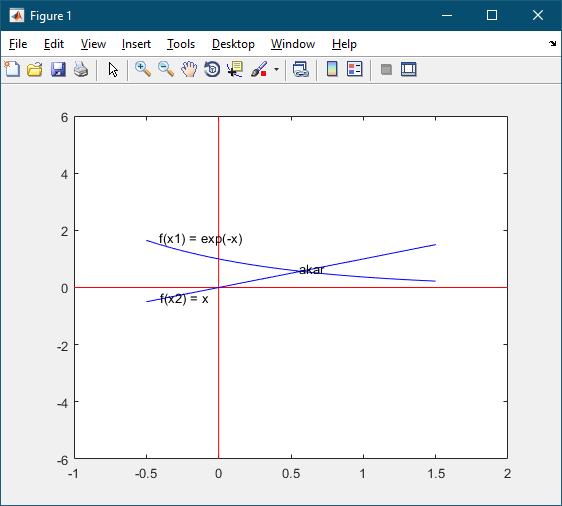 Figure 1
File Edit View Insert Tools Desktop Window Help
6
4
f(x1) = exp(-x)
2
akar
0
f(x2) = x
-2
-4
-6
-1 -0.5 0 0.5 1 1.5 2